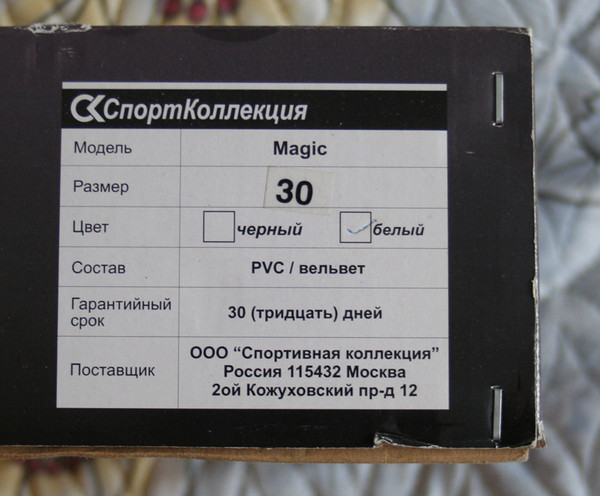 СК СпортКоллекция
Модель Magic
Размер 30
Цвет черный белый
Состав PVC / вельвет
Гарантийный срок 30 (тридцать) дней
Поставщик ООО “Спортивная коллекция”
Россия 115432 Москва
2ой Кожуховский пр-д 12